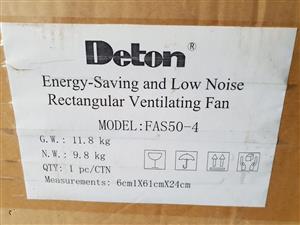 Deton®
Energy-Saving and Low Noise
Rectangular Ventilating Fan
MODEL:FAS50-4
G.W.: 11.8 kg
N.W.: 9.8 kg
QTY: 1 pc/CTN
Measurements: 6cm1X61cmX24cm